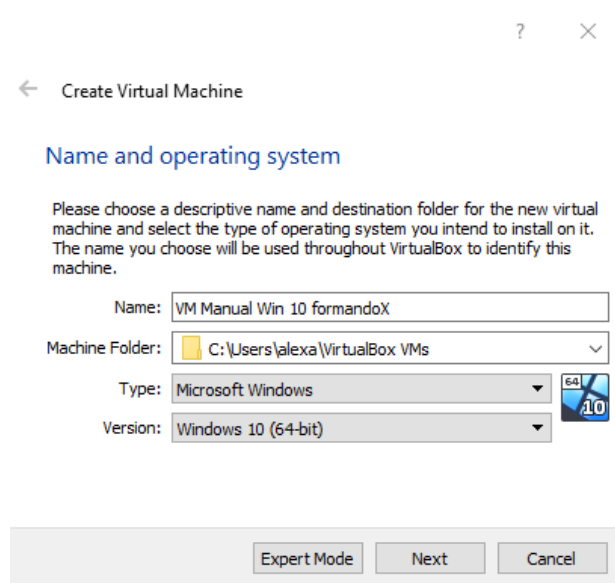 ?
Create Virtual Machine
Name and operating system
Please choose a descriptive name and destination folder for the new virtual
machine and select the type of operating system you intend to install on it.
The name you choose will be used throughout VirtualBox to identify this
machine.
Name: VM Manual Win 10 formandoX
Machine Folder: C:\Users\alexa\VirtualBox VMs
Type: Microsoft Windows
64
10
Version: Windows 10 (64-bit)
Expert Mode Next Cancel